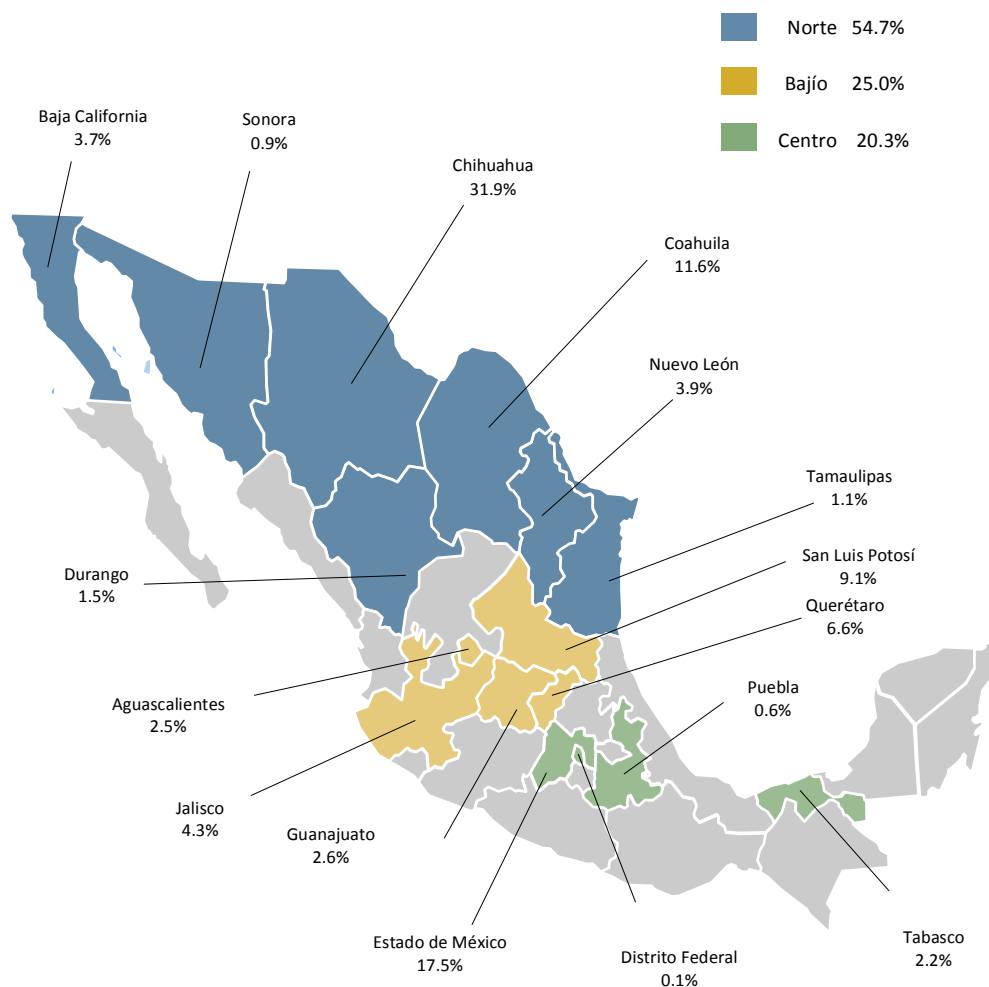 Norte 54.7%
Bajío 25.0%
Centro 20.3%
Baja California
3.7%
Sonora
0.9%
Chihuahua
31.9%
Coahuila
11.6%
Nuevo León
3.9%
Tamaulipas
1.1%
San Luis Potosí
9.1%
Querétaro
6.6%
Durango
1.5%
Puebla
0.6%
Aguascalientes
2.5%
Jalisco
4.3%
Guanajuato
2.6%
Estado de México
17.5%
Distrito Federal
0.1%
Tabasco
2.2%